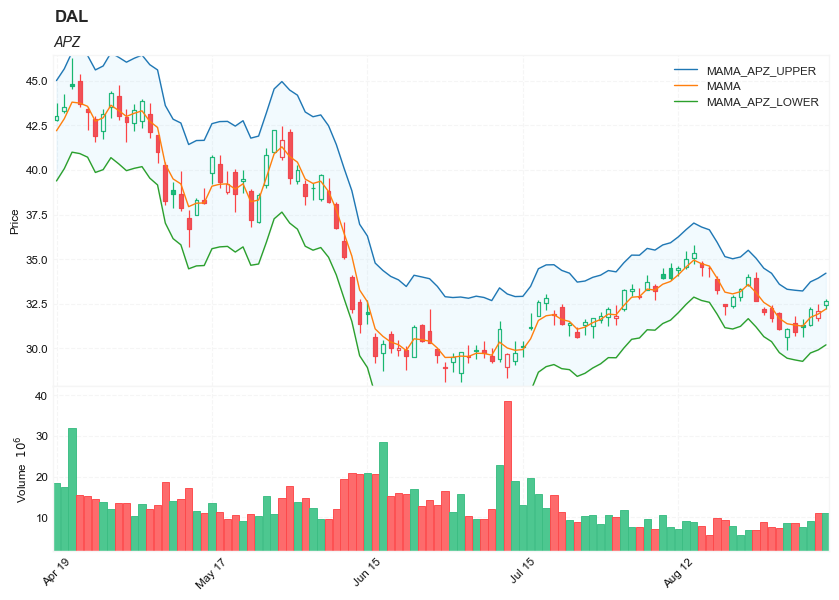 DAL
APZ
MAMA_APZ_UPPER
MAMA
MAMA_APZ_LOWER
45.0
42.5
40.0
37.5
35.0
32.5
30.0
Price
40
30
20
10
Volume 10^6
Apr 19
May 17
Jun 15
Jul 15
Aug 12